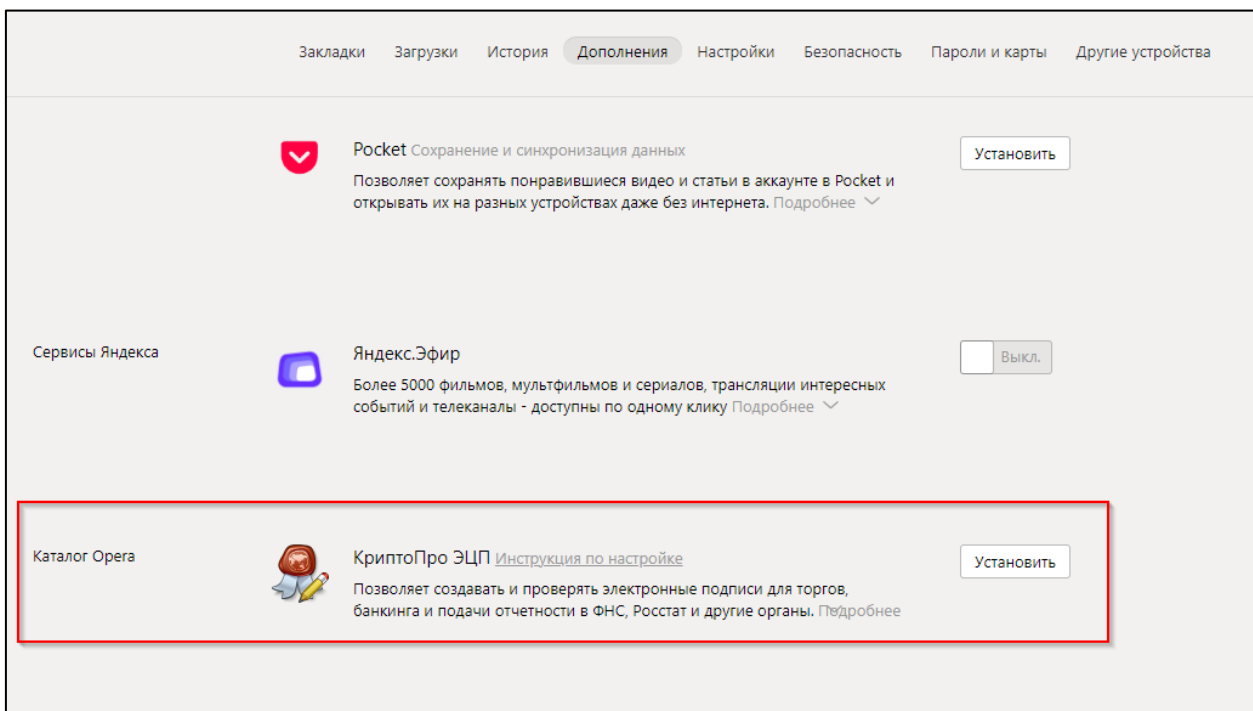 Закладки Загрузки История Дополнения Настройки Безопасность Пароли и карты Другие устройства
Pocket Сохранение и синхронизация данных
Установить
Позволяет сохранять понравившиеся видео и статьи в аккаунте в Pocket и
открывать их на разных устройствах даже без интернета. Подробнее
Сервисы Яндекса
Яндекс.Эфир
Выкл.
Более 5000 фильмов, мультфильмов и сериалов, трансляции интересных
событий и телеканалы - доступны по одному клику Подробнее
Каталог Opera
КриптоПро ЭЦП Инструкция по настройке
Установить
Позволяет создавать и проверять электронные подписи для торгов,
банкинга и подачи отчетности в ФНС, Росстат и другие органы. Подробнее